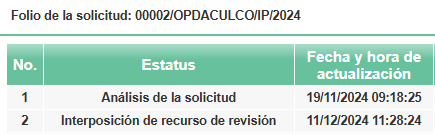 Folio de la solicitud: 00002/OPDACULCO/IP/2024
No. Estatus Fecha y hora de actualización
1 Análisis de la solicitud 19/11/2024 09:18:25
2 Interposición de recurso de revisión 11/12/2024 11:28:24